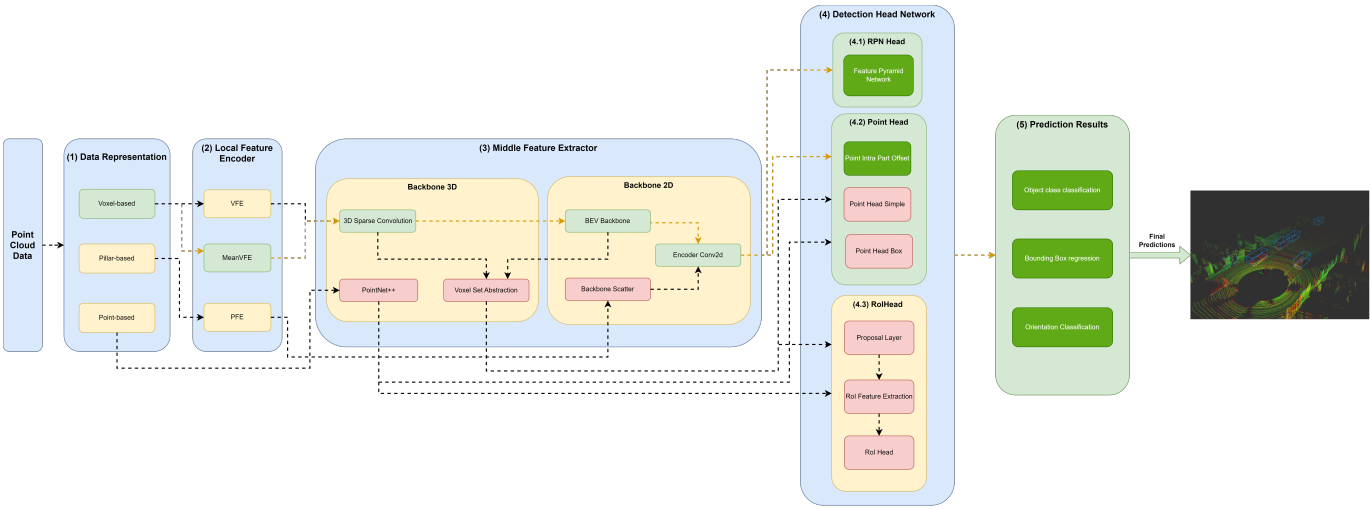 Point
Cloud
Data
(1) Data Representation
Voxel-based
Pillar-based
Point-based
(2) Local Feature
Encoder
VFE
MeanVFE
PFE
(3) Middle Feature Extractor
Backbone 3D
3D Sparse Convolution
PointNet++
Voxel Set Abstraction
Backbone 2D
BEV Backbone
Encoder Conv2d
Backbone Scatter
(4) Detection Head Network
(4.1) RPN Head
Feature Pyramid
Network
(4.2) Point Head
Point Intra Part Offset
Point Head Simple
Point Head Box
(4.3) RoIHead
Proposal Layer
RoI Feature Extraction
RoI Head
(5) Prediction Results
Object class classification
Bounding Box regression
Orientation Classification
Final
Predictions